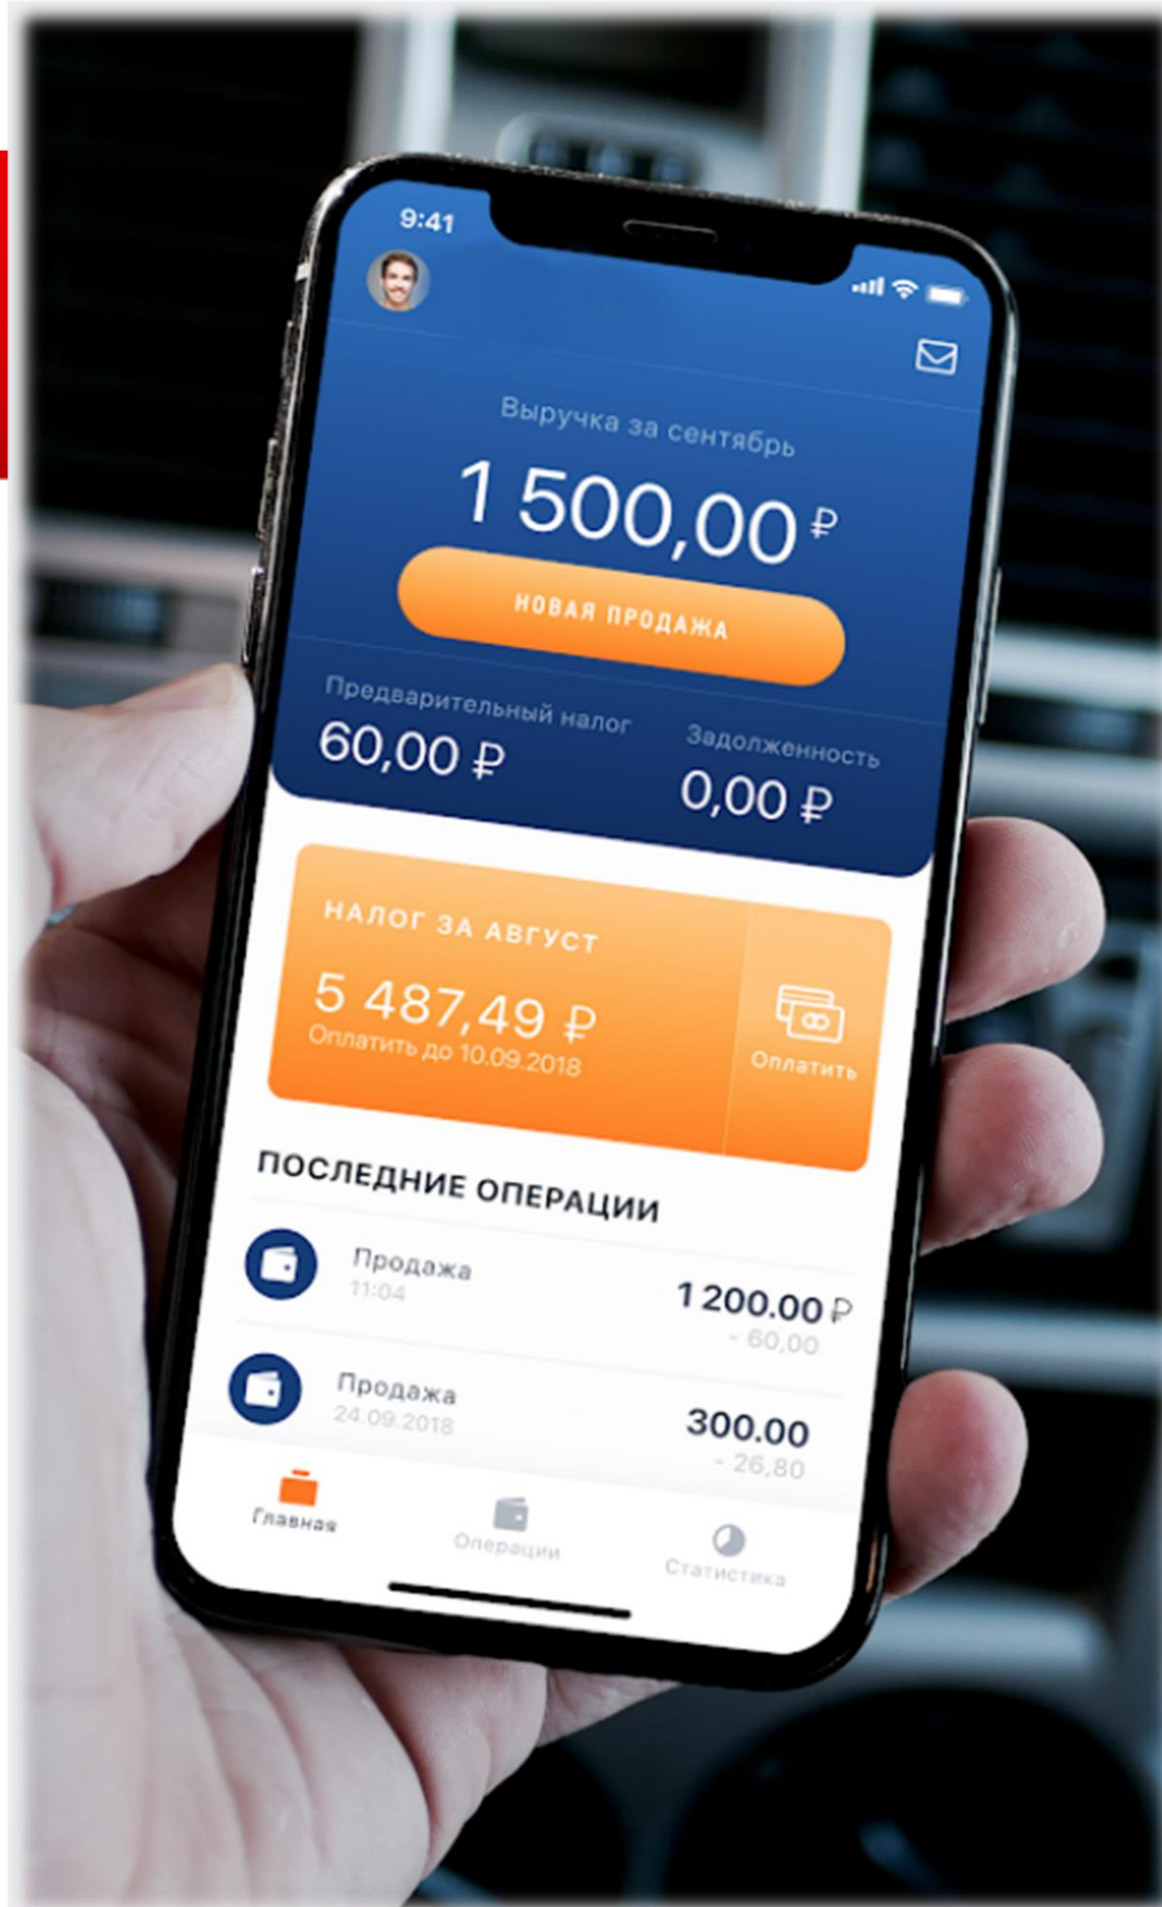 9:41
Выручка за сентябрь
1 500,00 ₽
НОВАЯ ПРОДАЖА
Предварительный налог
Задолженность
60,00 ₽
0,00 ₽
НАЛОГ ЗА АВГУСТ
5 487,49 ₽
Оплатить до 10.09.2018
Оплатить
ПОСЛЕДНИЕ ОПЕРАЦИИ
Продажа
1 200.00 ₽
11:04
- 60,00
Продажа
300.00
24.09.2018
- 26,80
Главная
Операции
Статистика